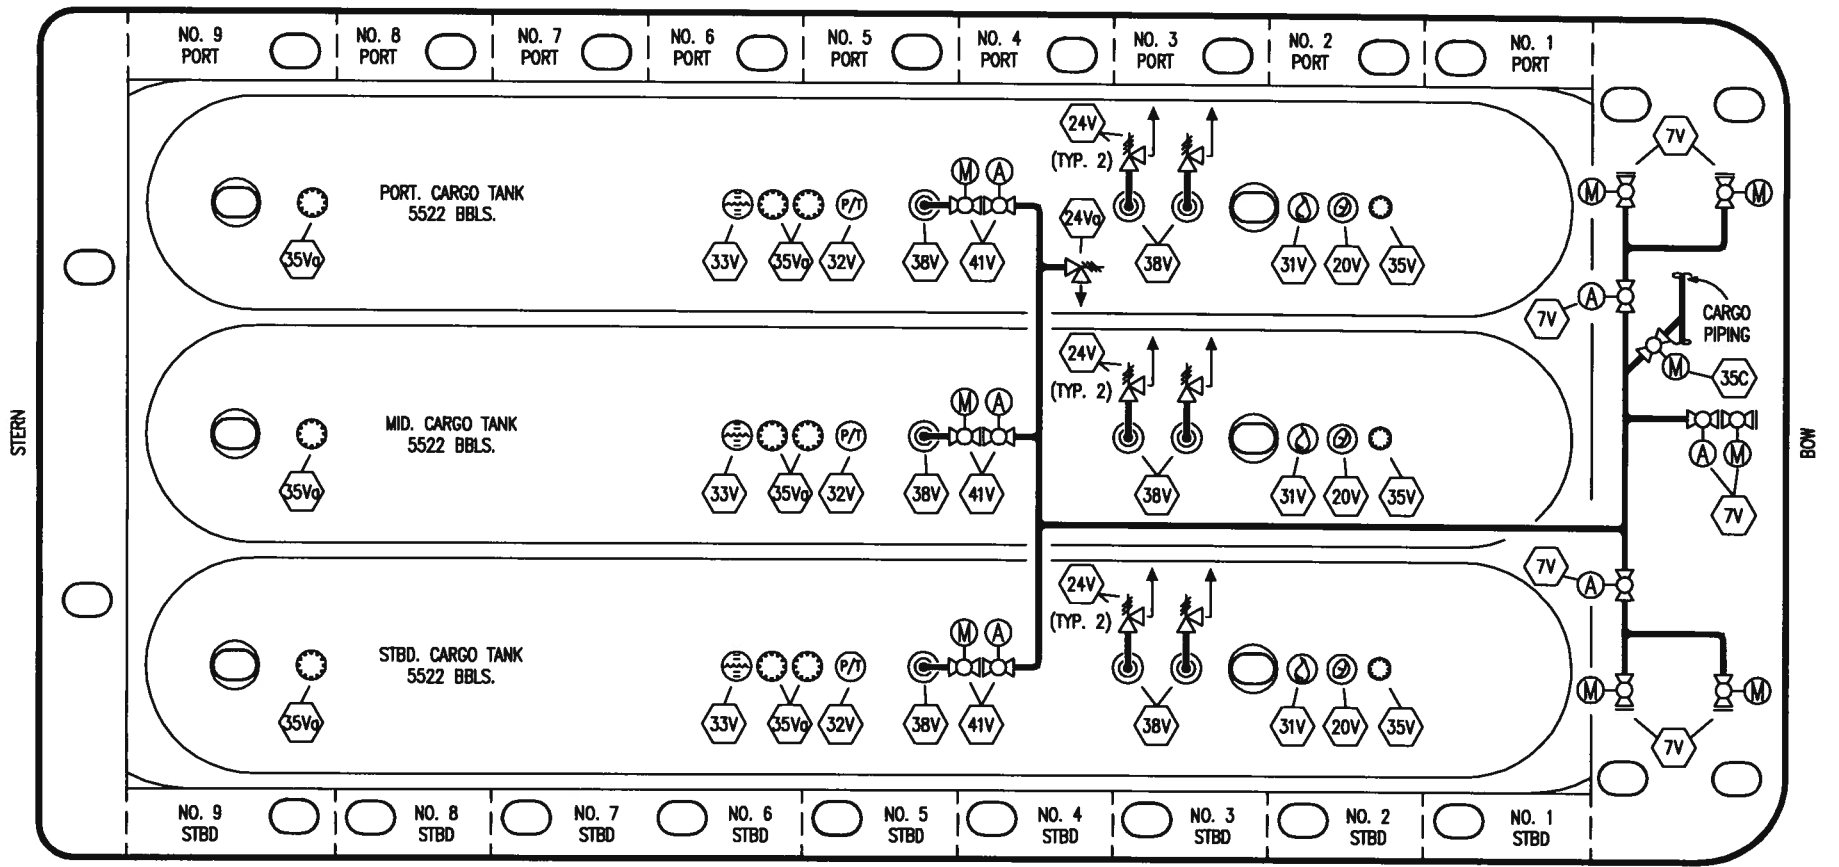 NO. 9
PORT
NO. 8
PORT
NO. 7
PORT
NO. 6
PORT
NO. 5
PORT
NO. 4
PORT
NO. 3
PORT
NO. 2
PORT
NO. 1
PORT
24V
(TYP. 2)
7V
M
A
M
M
PORT. CARGO TANK
5522 BBLS.
P/T
24Va
35Va
33V
35Va
32V
38V
41V
38V
31V
20V
35V
A
7V
CARGO
PIPING
24V
(TYP. 2)
M
35C
STERN
MID. CARGO TANK
5522 BBLS.
M
A
P/T
A
M
BOW
35Va
33V
35Va
32V
38V
41V
38V
31V
20V
35V
7V
24V
(TYP. 2)
7V
A
STBD. CARGO TANK
5522 BBLS.
M
A
P/T
M
M
35Va
33V
35Va
32V
38V
41V
38V
31V
20V
35V
7V
NO. 9
STBD
NO. 8
STBD
NO. 7
STBD
NO. 6
STBD
NO. 5
STBD
NO. 4
STBD
NO. 3
STBD
NO. 2
STBD
NO. 1
STBD